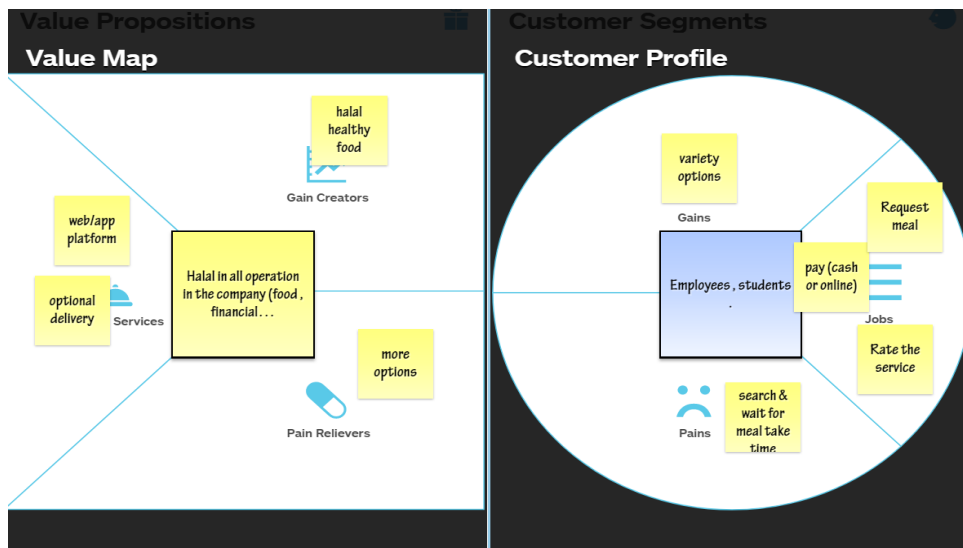 Value Propositions
Customer Segments
Value Map
Customer Profile
halal
healthy
food
Gain Creators
web/app
platform
optional
delivery
Services
Halal in all operation
in the company (food ,
financial . . .
more
options
Pain Relievers
variety
options
Gains
Request
meal
Employees , students
.
pay (cash
or online)
Jobs
Rate the
service
search &
wait for
meal take
time
Pains